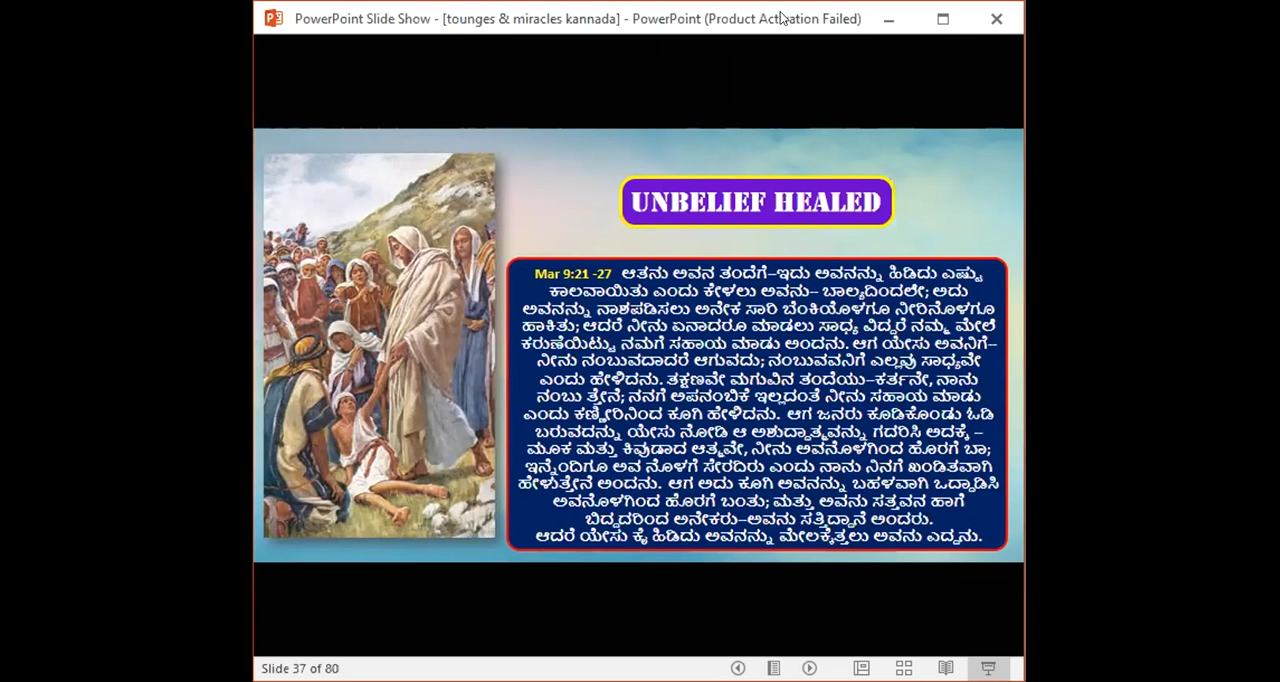 PowerPoint Slide Show - [tounges & miracles kannada] - PowerPoint (Product Activation Failed)
UNBELIEF HEALED
Mar 9:21 -27 ಆತನು ಅವನ ತಂದೆಗೆ-ಇದು ಅವನನ್ನು ಹಿಡಿದು ಎಷ್ಟು
ಕಾಲವಾಯಿತು ಎಂದು ಕೇಳಲು ಅವನು- ಬಾಲ್ಯದಿಂದಲೇ; ಅದು
ಅವನನ್ನು ನಾಶಪಡಿಸಲು ಅನೇಕ ಸಾರಿ ಬೆಂಕಿಯೊಳಗೂ ನೀರಿನೊಳಗೂ
ಹಾಕಿತು; ಆದರೆ ನೀನು ಏನಾದರೂ ಮಾಡಲು ಸಾಧ್ಯ ವಿದ್ದರೆ ನಮ್ಮ ಮೇಲೆ
ಕರುಣೆಯಿಟ್ಟು ನಮಗೆ ಸಹಾಯ ಮಾಡು ಅಂದನು. ಆಗ ಯೇಸು ಅವನಿಗೆ-
ನೀನು ನಂಬುವದಾದರೆ ಆಗುವದು; ನಂಬುವವನಿಗೆ ಎಲ್ಲವು ಸಾಧ್ಯವೇ
ಎಂದು ಹೇಳಿದನು. ತಕ್ಷಣವೇ ಮಗುವಿನ ತಂದೆಯು-ಕರ್ತನೇ, ನಾನು
ನಂಬು ತ್ತೇನೆ; ನನಗೆ ಅಪನಂಬಿಕೆ ಇಲ್ಲದಂತೆ ನೀನು ಸಹಾಯ ಮಾಡು
ಎಂದು ಕಣ್ಣೀರಿನಿಂದ ಕೂಗಿ ಹೇಳಿದನು. ಆಗ ಜನರು ಕೂಡಿಕೊಂಡು ಓಡಿ
ಬರುವದನ್ನು ಯೇಸು ನೋಡಿ ಆ ಅಶುದ್ಧಾತ್ಮವನ್ನು ಗದರಿಸಿ ಅದಕ್ಕೆ -
ಮೂಕ ಮತ್ತು ಕಿವುಡಾದ ಆತ್ಮವೇ, ನೀನು ಅವನೊಳಗಿಂದ ಹೊರಗೆ ಬಾ;
ಇನ್ನೆಂದಿಗೂ ಅವ ನೊಳಗೆ ಸೇರದಿರು ಎಂದು ನಾನು ನಿನಗೆ ಖಂಡಿತವಾಗಿ
ಹೇಳುತ್ತೇನೆ ಅಂದನು. ಆಗ ಅದು ಕೂಗಿ ಅವನನ್ನು ಬಹಳವಾಗಿ ಒದ್ದಾಡಿಸಿ
ಅವನೊಳಗಿಂದ ಹೊರಗೆ ಬಂತು; ಮತ್ತು ಅವನು ಸತ್ತವನ ಹಾಗೆ
ಬಿದ್ದದರಿಂದ ಅನೇಕರು-ಅವನು ಸತ್ತಿದ್ದಾನೆ ಅಂದರು.
ಆದರೆ ಯೇಸು ಕೈ ಹಿಡಿದು ಅವನನ್ನು ಮೇಲಕ್ಕೆತ್ತಲು ಅವನು ಎದ್ದನು.
Slide 37 of 80